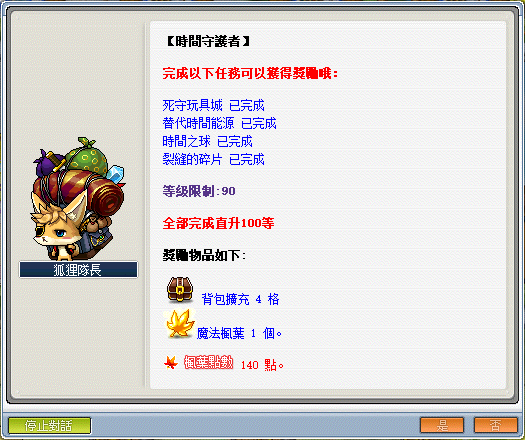 【時間守護者】
完成以下任務可以獲得獎勵哦:
死守玩具城 已完成
替代時間能源 已完成
時間之球 已完成
裂縫的碎片 已完成
等級限制:90
全部完成直升100等
獎勵物品如下:
背包擴充 4 格
魔法楓葉 1 個。
楓葉點數 140 點。
狐狸隊長
停止對話
是
否